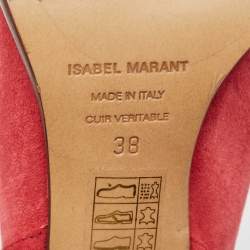 ISABEL MARANT
MADE IN ITALY
CUIR VERITABLE
38